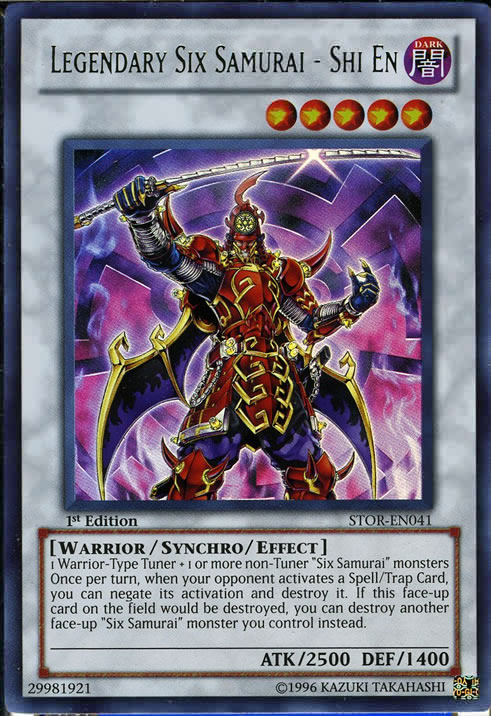 Legendary Six Samurai - Shi En
DARK
闇
1st Edition
STOR-EN041
[Warrior / Synchro / Effect]
1 Warrior-Type Tuner + 1 or more non-Tuner "Six Samurai" monsters
Once per turn, when your opponent activates a Spell/Trap Card,
you can negate its activation and destroy it. If this face-up
card on the field would be destroyed, you can destroy another
face-up "Six Samurai" monster you control instead.
ATK/2500 DEF/1400
29981921
©1996 KAZUKI TAKAHASHI